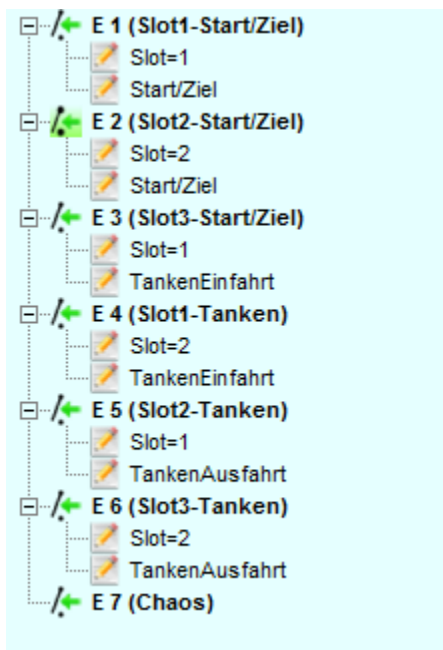 E 1 (Slot1-Start/Ziel)
Slot=1
Start/Ziel
E 2 (Slot2-Start/Ziel)
Slot=2
Start/Ziel
E 3 (Slot3-Start/Ziel)
Slot=1
TankenEinfahrt
E 4 (Slot1-Tanken)
Slot=2
TankenEinfahrt
E 5 (Slot2-Tanken)
Slot=1
TankenAusfahrt
E 6 (Slot3-Tanken)
Slot=2
TankenAusfahrt
E 7 (Chaos)